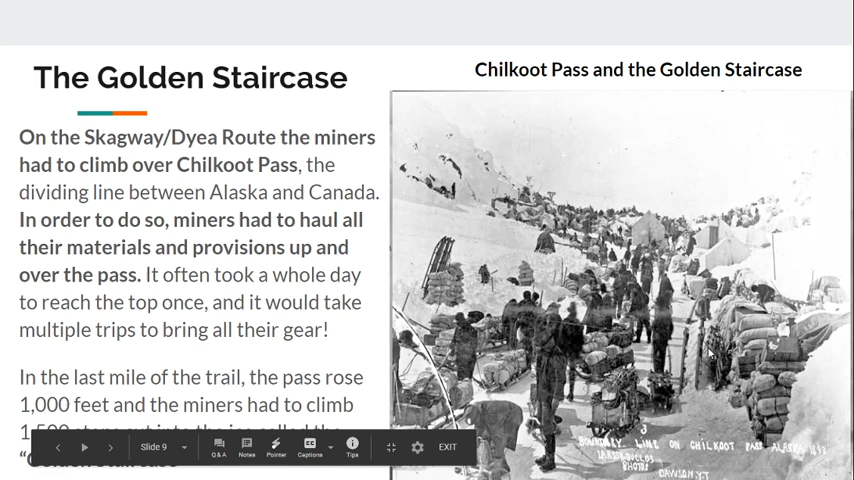 The Golden Staircase
On the Skagway/Dyea Route the miners
had to climb over Chilkoot Pass, the
dividing line between Alaska and Canada.
In order to do so, miners had to haul all
their materials and provisions up and
over the pass. It often took a whole day
to reach the top once, and it would take
multiple trips to bring all their gear!
In the last mile of the trail, the pass rose
1,000 feet and the miners had to climb
Chilkoot Pass and the Golden Staircase
BOUNDARY LINE ON CHILKOOT PASS ALASKA 1898
LARSS & DUCLOS
PHOTOS
DAWSON Y.T
Slide 9
Q & A
Notes
Pointer
Captions
Tips
EXIT